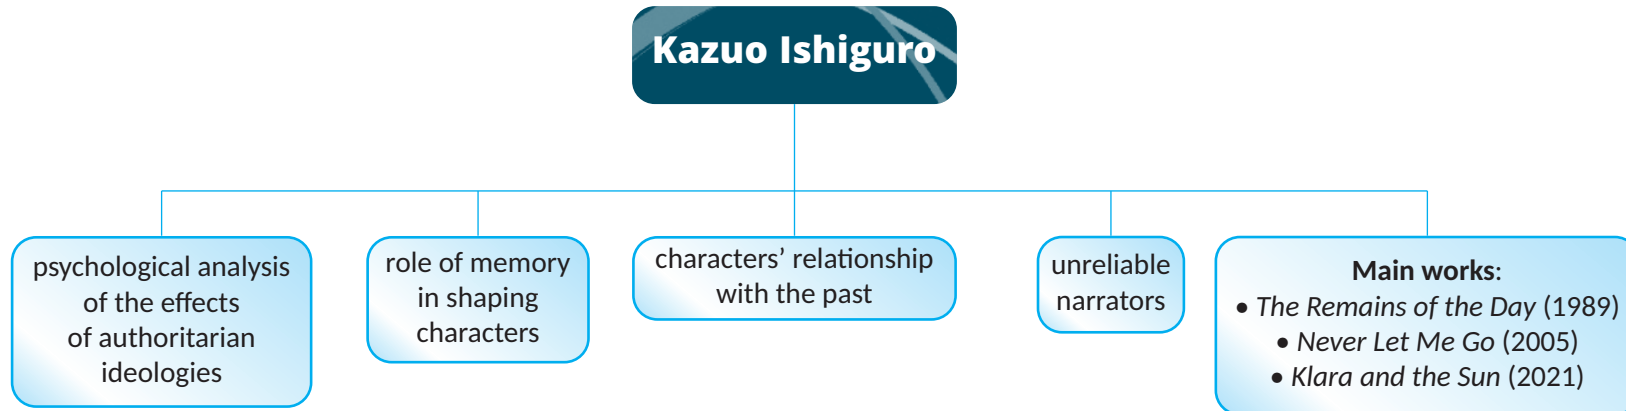 Kazuo Ishiguro
psychological analysis
of the effects
of authoritarian
ideologies
role of memory
in shaping
characters
characters’ relationship
with the past
unreliable
narrators
Main works:
• The Remains of the Day (1989)
• Never Let Me Go (2005)
• Klara and the Sun (2021)